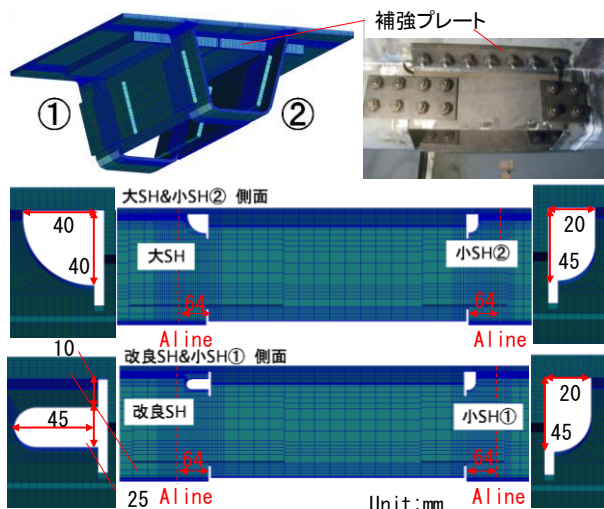 補強プレート
①
②
大SH&小SH② 側面
40
40
大SH
小SH②
20
45
64
64
Aline
Aline
改良SH&小SH① 側面
10
45
改良SH
小SH①
20
45
64
64
25
Aline
Aline
Unit:mm